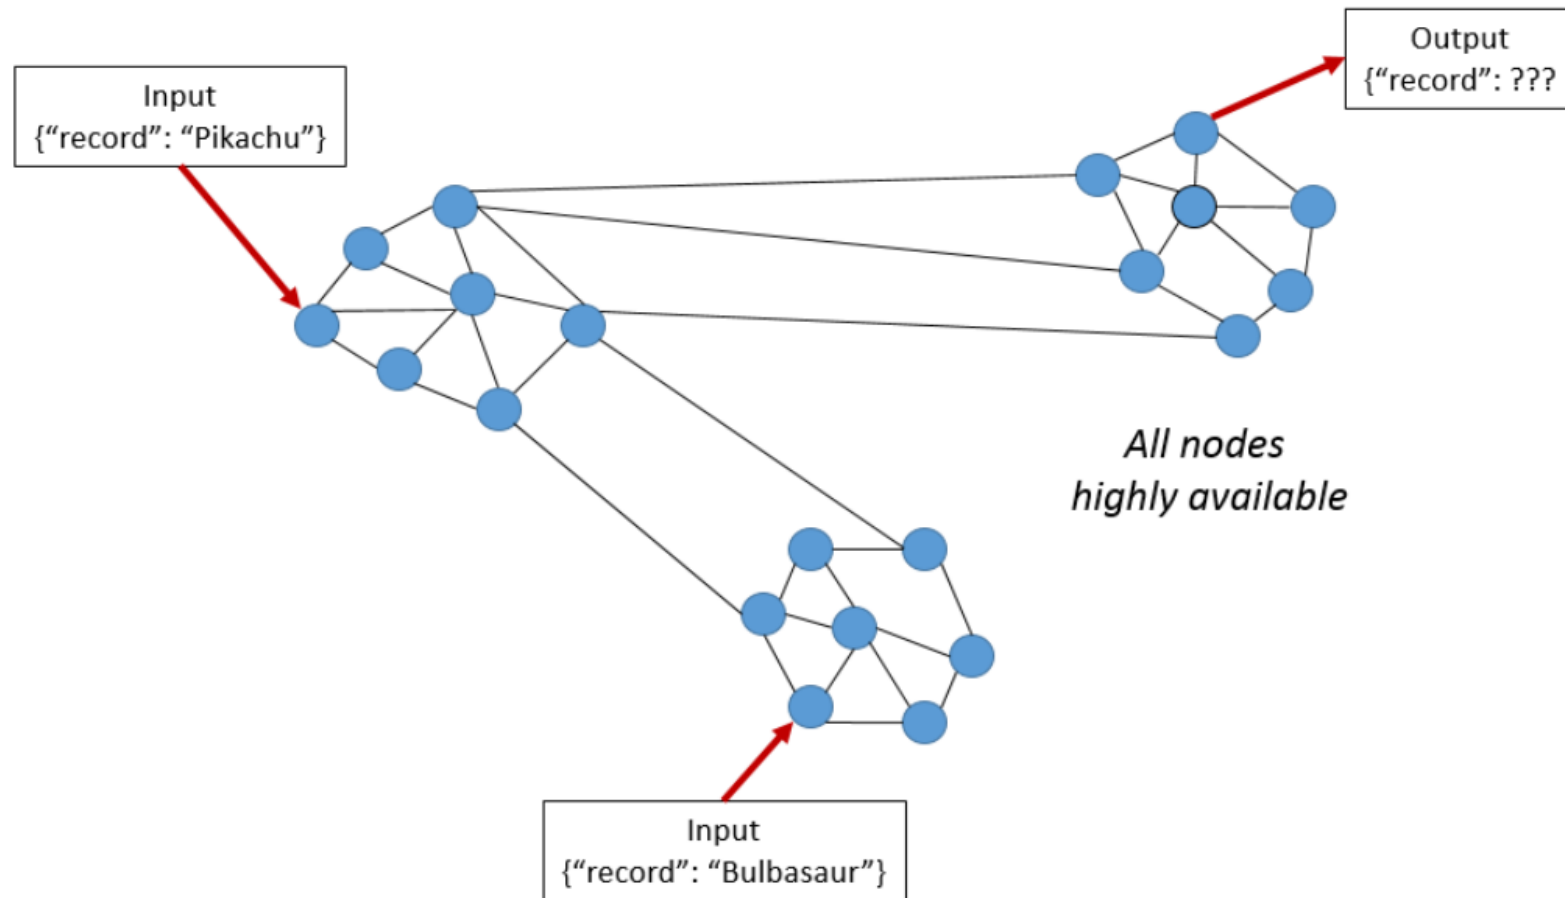 Input
{“record”: “Pikachu”}
Output
{“record”: ???
All nodes
highly available
Input
{“record”: “Bulbasaur”}